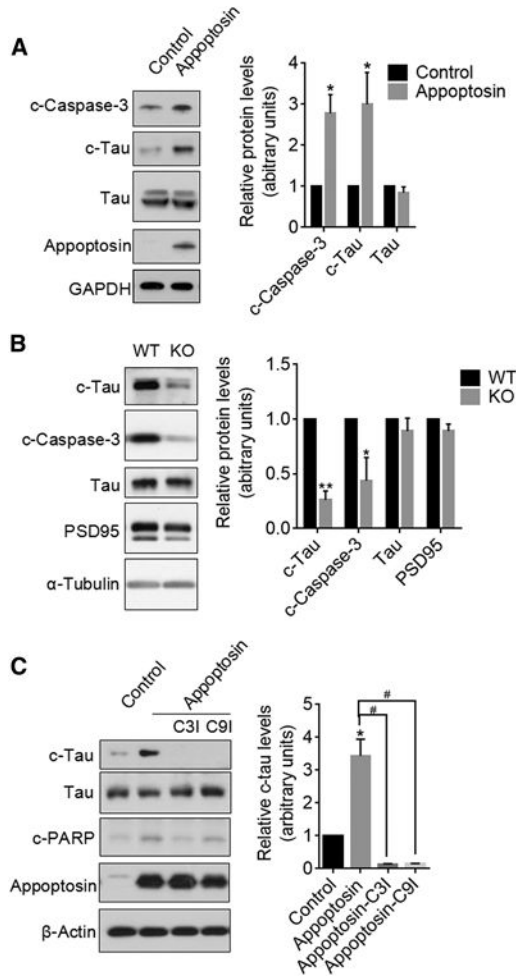 A
Control
Appoptosin
c-Caspase-3
c-Tau
Tau
Appoptosin
GAPDH
Relative protein levels
(abitrary units)
4
3
2
1
0
*
*
Control
Appoptosin
c-Caspase-3
c-Tau
Tau
B
WT KO
c-Tau
c-Caspase-3
Tau
PSD95
α-Tubulin
Relative protein levels
(abitrary units)
1.5
1.0
0.5
0.0
**
*
WT
KO
c-Tau
c-Caspase-3
Tau
PSD95
C
Control
Appoptosin
C3I C9I
c-Tau
Tau
c-PARP
Appoptosin
β-Actin
Relative c-tau levels
(arbitrary units)
5
4
3
2
1
0
#
#
*
Control
Appoptosin
Appoptosin-C3I
Appoptosin-C9I